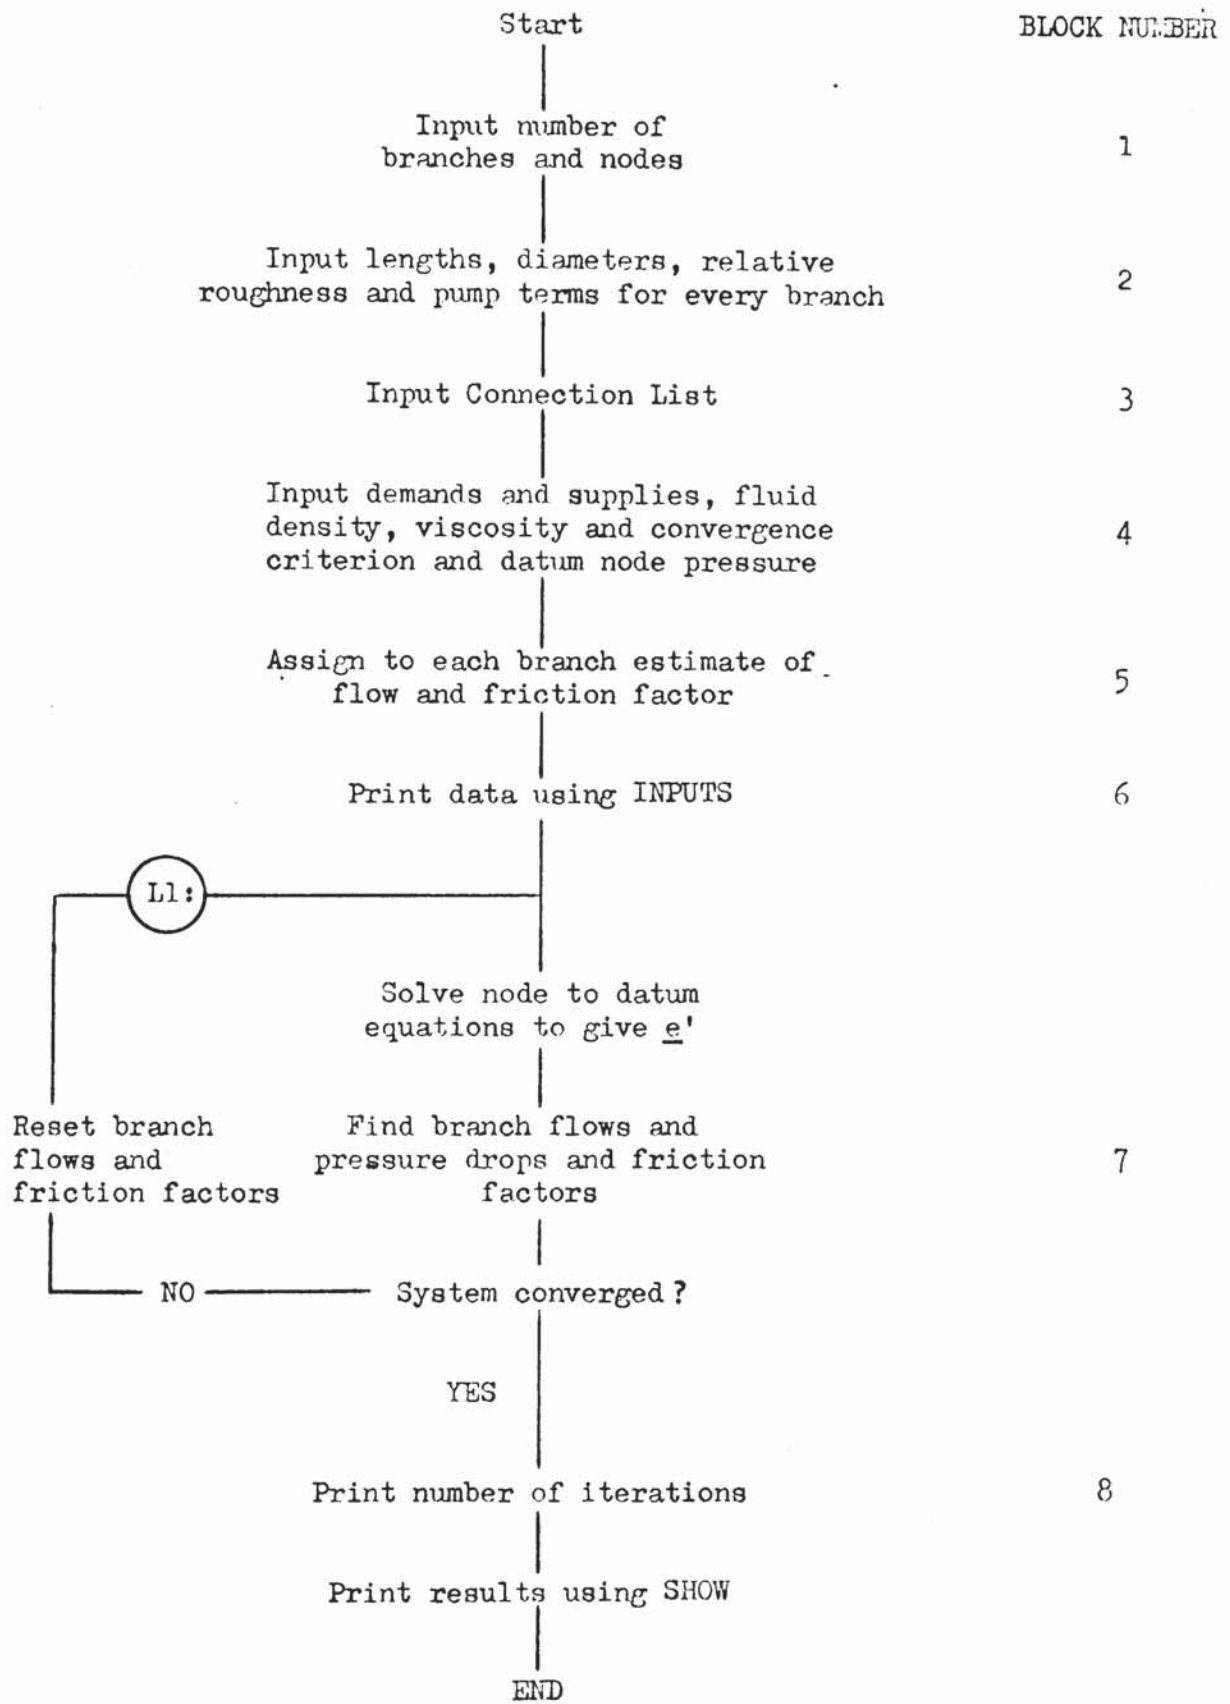 Start
BLOCK NUMBER
Input number of
branches and nodes
1
Input lengths, diameters, relative
roughness and pump terms for every branch
2
Input Connection List
3
Input demands and supplies, fluid
density, viscosity and convergence
criterion and datum node pressure
4
Assign to each branch estimate of
flow and friction factor
5
Print data using INPUTS
6
L1:
Solve node to datum
equations to give e'
Reset branch
flows and
friction factors
Find branch flows and
pressure drops and friction
factors
7
NO
System converged?
YES
Print number of iterations
8
Print results using SHOW
END